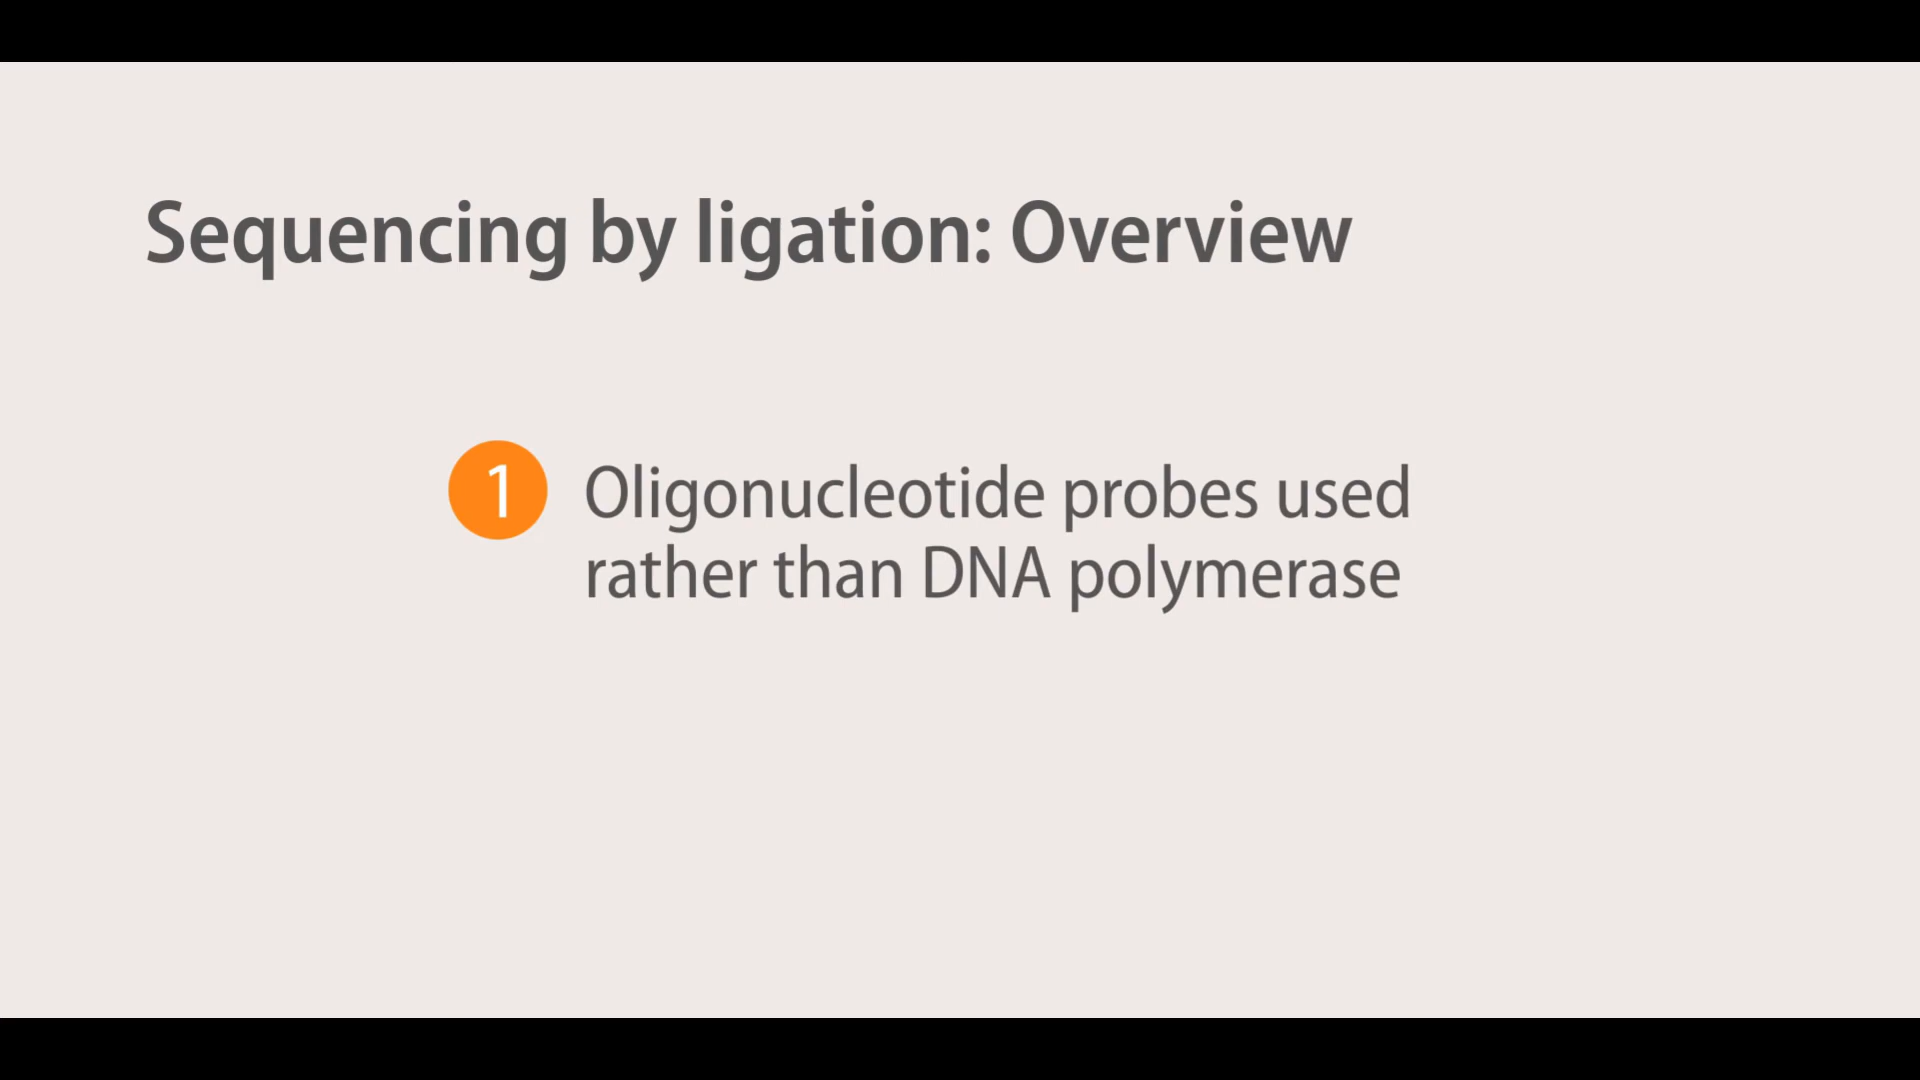 Sequencing by ligation: Overview
1 Oligonucleotide probes used
rather than DNA polymerase